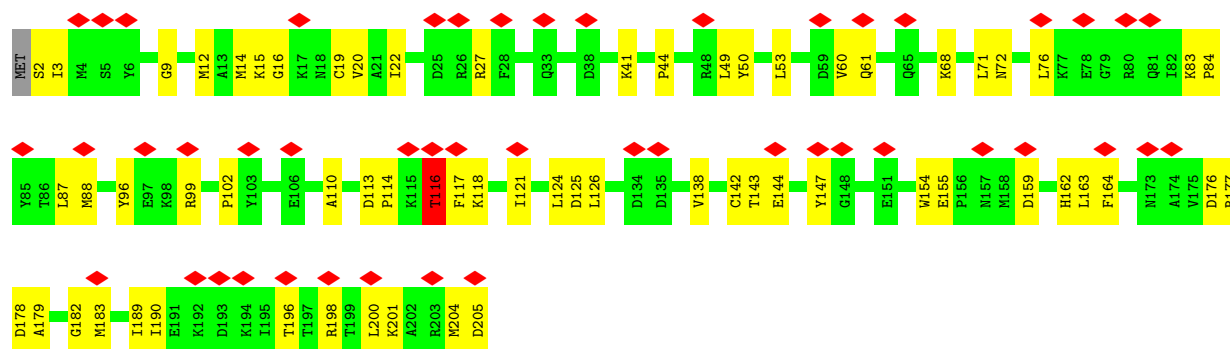 MET S2 I3 M4 S5 Y6 G9 M12 A13 M14 K15 G16 K17 N18 C19 V20 A21 I22 D25 R26 R27 F28 Q33 D38 K41 P44 R48 L49 Y50 L53 D59 V60 Q61 Q65 K68 L71 N72 L76 K77 E78 G79 R80 Q81 I82 K83 P84
Y85 T86 L87 M88 Y96 E97 K98 R99 P102 Y103 E106 A110 D113 P114 K115 T116 F117 K118 I121 L124 D125 L126 D134 D135 V138 C142 T143 E144 Y147 G148 E151 W154 E155 P156 N157 M158 D159 H162 L163 F164 N173 A174 V175 D176
D178 A179 G182 M183 I189 I190 E191 K192 D193 K194 I195 T196 T197 R198 T199 L200 K201 A202 R203 M204 D205